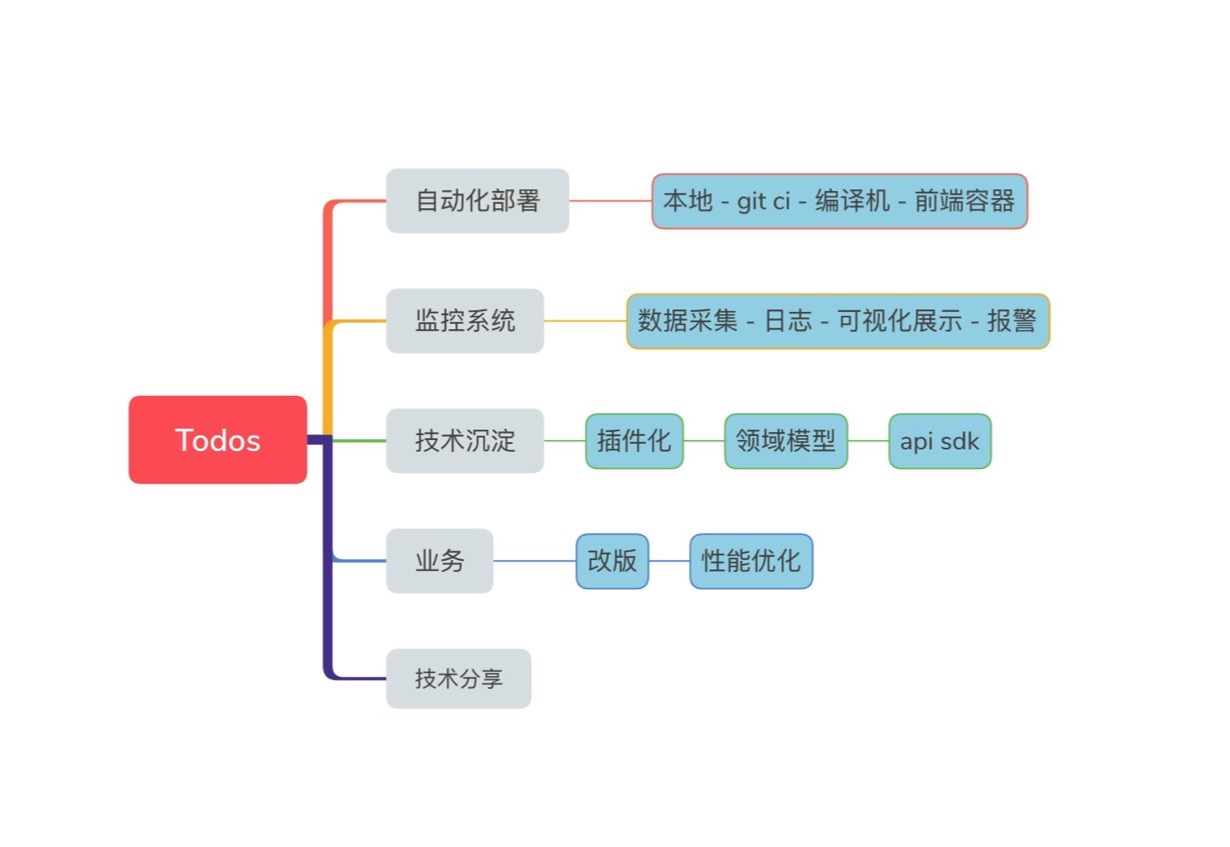 Todos
自动化部署
本地 - git ci - 编译机 - 前端容器
监控系统
数据采集 - 日志 - 可视化展示 - 报警
技术沉淀
插件化
领域模型
api sdk
业务
改版
性能优化
技术分享